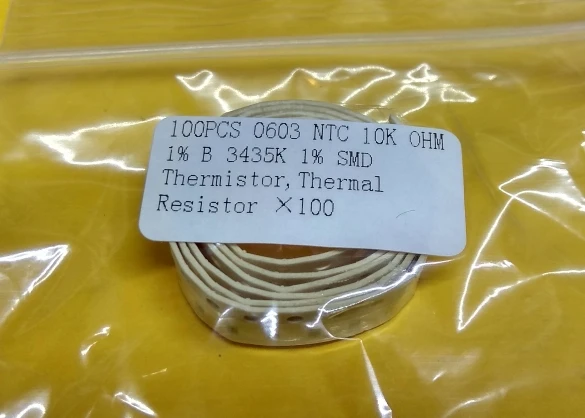 100PCS 0603 NTC 10K OHM
1% B 3435K 1% SMD
Thermistor, Thermal
Resistor ×100